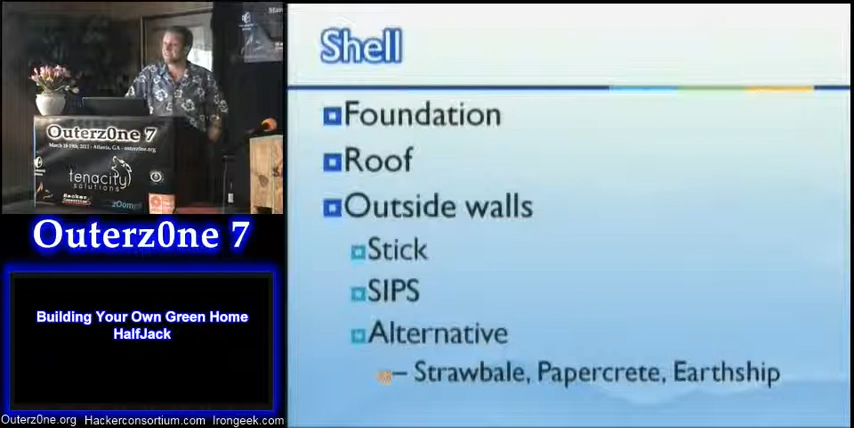 Outerz0ne 7
tenacity
solutions
Outerz0ne 7
Building Your Own Green Home
HalfJack
Outerz0ne.org Hackerconsortium.com Irongeek.com
Shell
Foundation
Roof
Outside walls
Stick
SIPS
Alternative
– Strawbale, Papercrete, Earthship